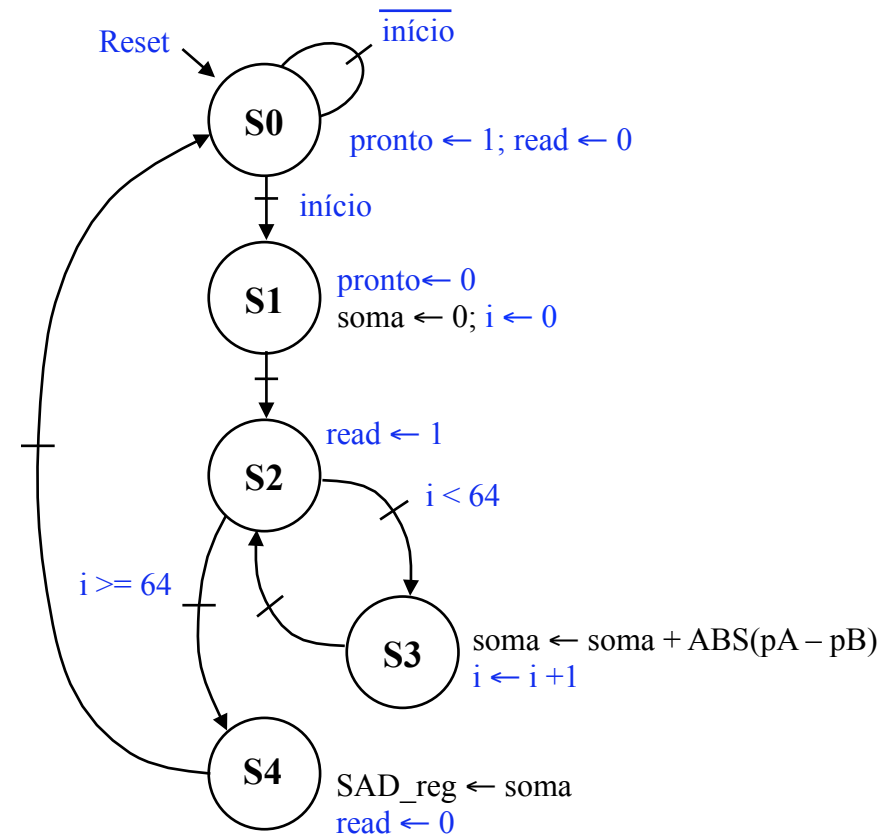 início
Reset
S0
pronto ← 1; read ← 0
início
S1
pronto← 0
soma ← 0; i ← 0
read ← 1
S2
i < 64
i >= 64
S3
soma ← soma + ABS(pA – pB)
i ← i +1
S4
SAD_reg ← soma
read ← 0